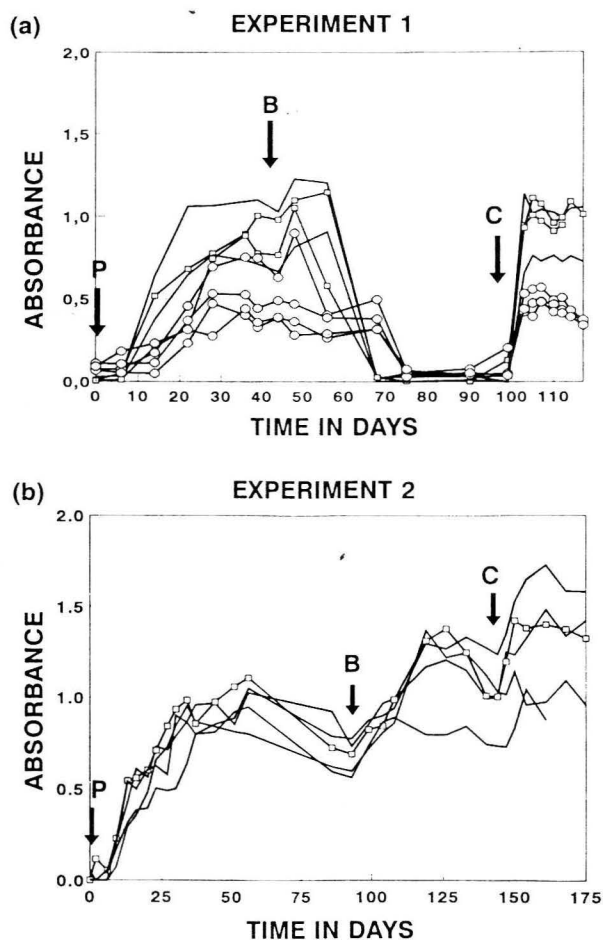 (a) EXPERIMENT 1
2,0
1,5
1,0
0,5
0,0
ABSORBANCE
P
B
C
0 10 20 30 40 50 60 70 80 90 100 110
TIME IN DAYS
(b) EXPERIMENT 2
2.0
1.5
1.0
0.5
0.0
ABSORBANCE
P
B
C
0 25 50 75 100 125 150 175
TIME IN DAYS